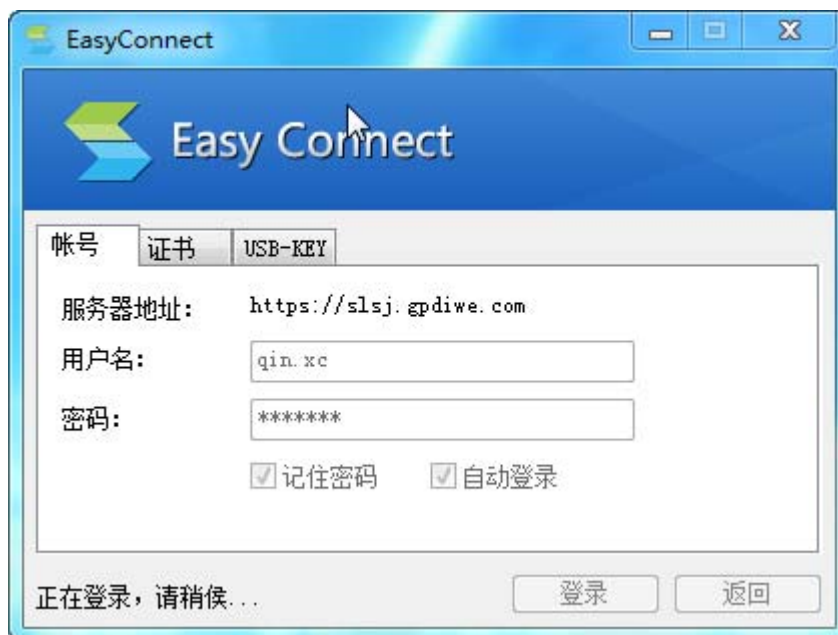 EasyConnect
Easy Connect
帐号 证书 USB-KEY
服务器地址: https://slsj.gpdiwe.com
用户名: qin.xc
密码: *******
记住密码 自动登录
正在登录，请稍侯... 登录 返回